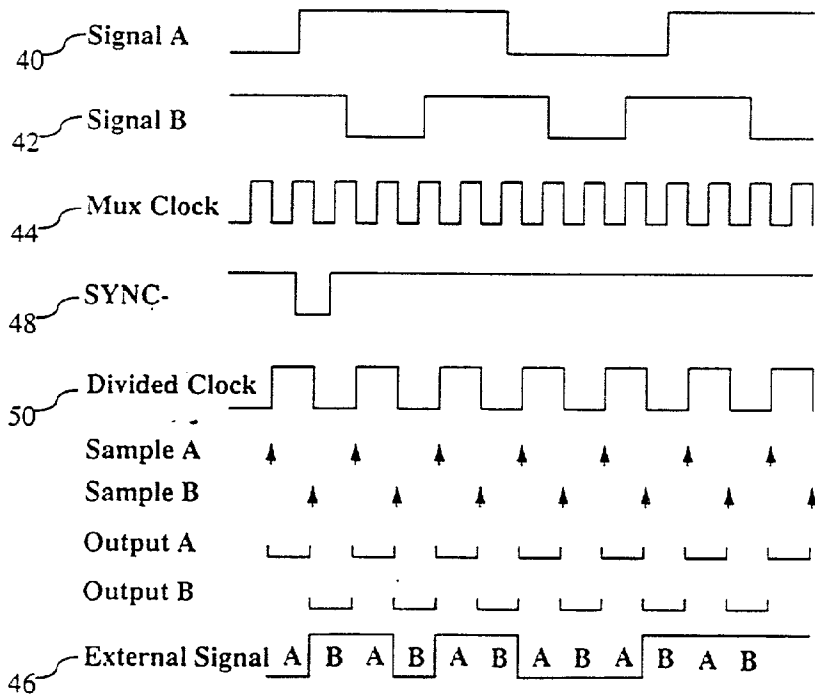 40 Signal A
42 Signal B
44 Mux Clock
48 SYNC-
50 Divided Clock
Sample A
Sample B
Output A
Output B
46 External Signal A B A B A B A B A B A B